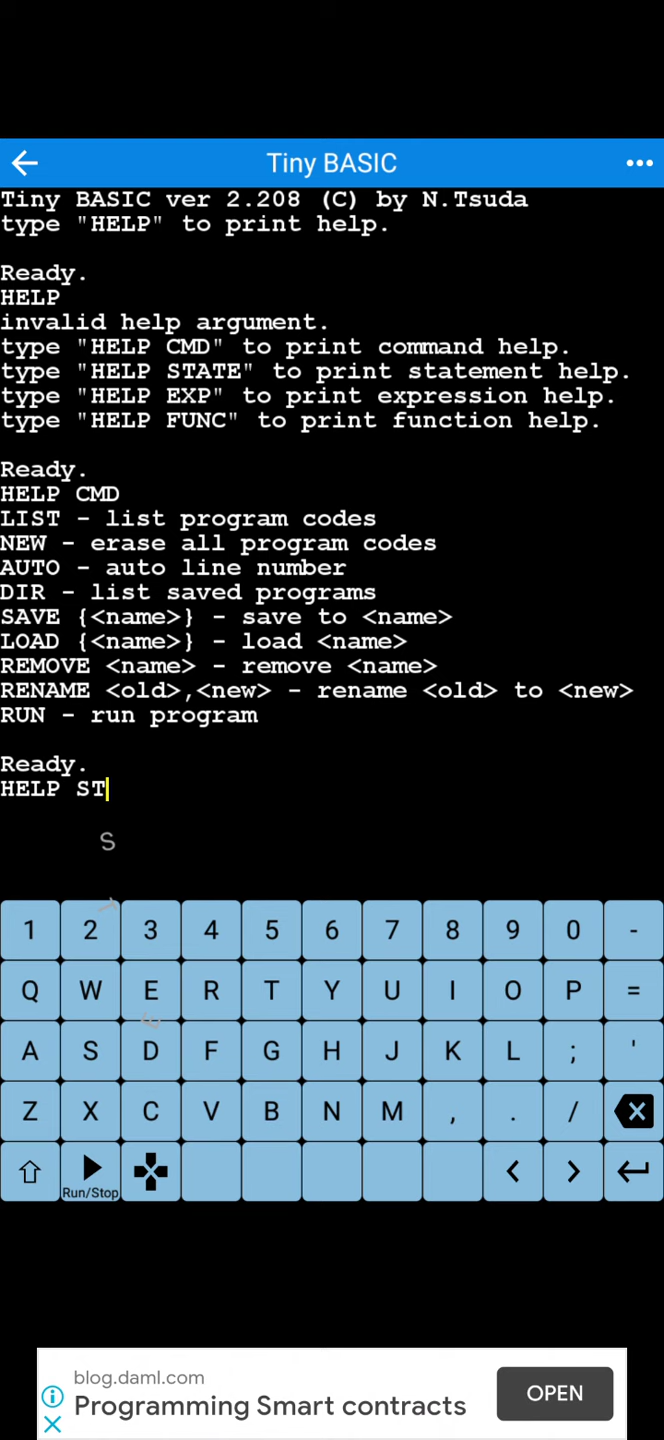 Tiny BASIC
Tiny BASIC ver 2.208 (C) by N.Tsuda
type "HELP" to print help.
Ready.
HELP
invalid help argument.
type "HELP CMD" to print command help.
type "HELP STATE" to print statement help.
type "HELP EXP" to print expression help.
type "HELP FUNC" to print function help.
Ready.
HELP CMD
LIST - list program codes
NEW - erase all program codes
AUTO - auto line number
DIR - list saved programs
SAVE {<name>} - save to <name>
LOAD {<name>} - load <name>
REMOVE <name> - remove <name>
RENAME <old>,<new> - rename <old> to <new>
RUN - run program
Ready.
HELP ST
S
1 2 3 4 5 6 7 8 9 0 -
Q W E R T Y U I O P =
A S D F G H J K L ; '
Z X C V B N M , . /
Run/Stop < >
blog.daml.com
Programming Smart contracts
OPEN